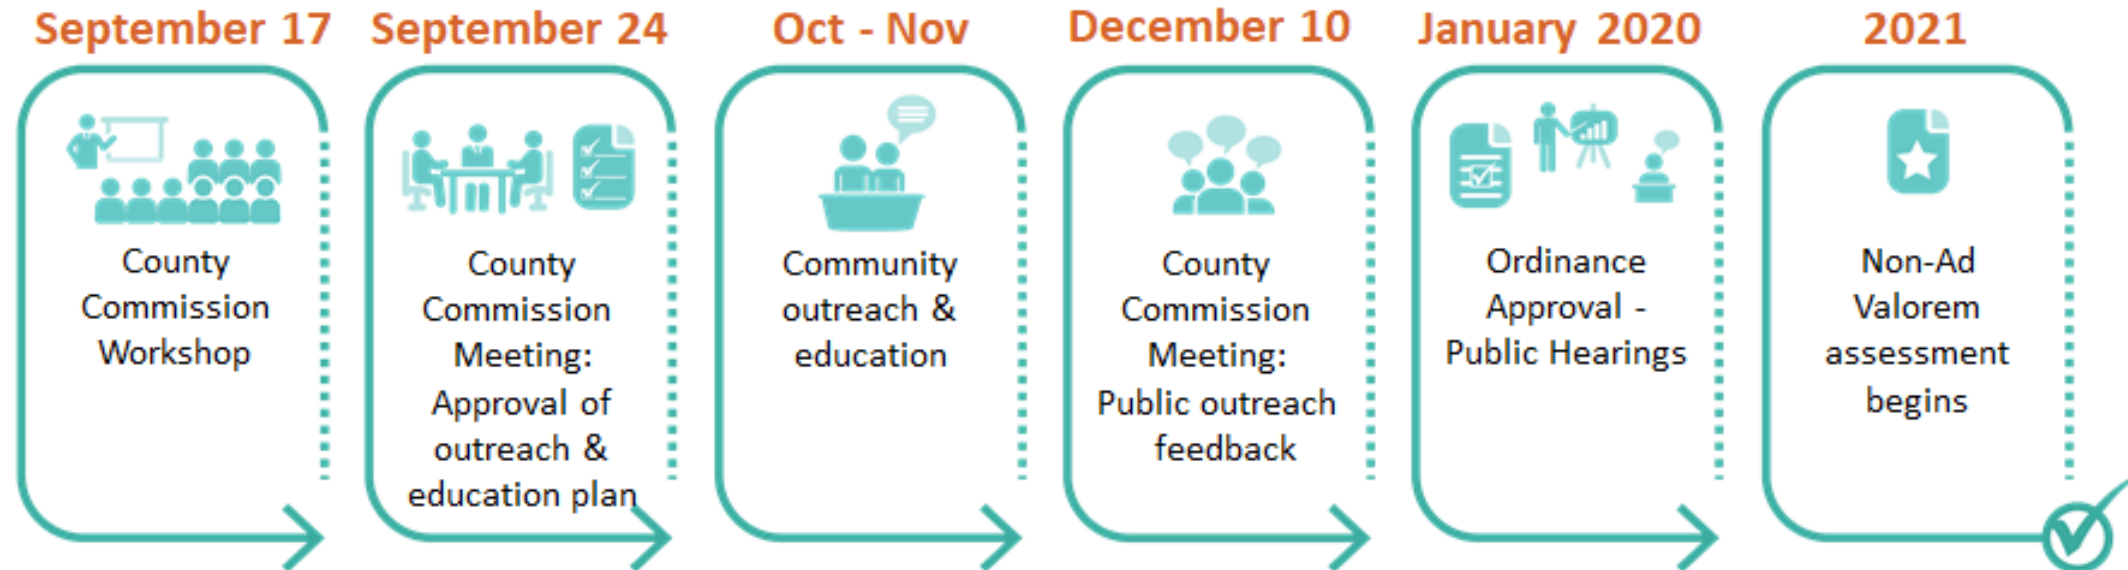 September 17
County
Commission
Workshop
September 24
County
Commission
Meeting:
Approval of
outreach &
education plan
Oct - Nov
Community
outreach &
education
December 10
County
Commission
Meeting:
Public outreach
feedback
January 2020
Ordinance
Approval -
Public Hearings
2021
Non-Ad
Valorem
assessment
begins